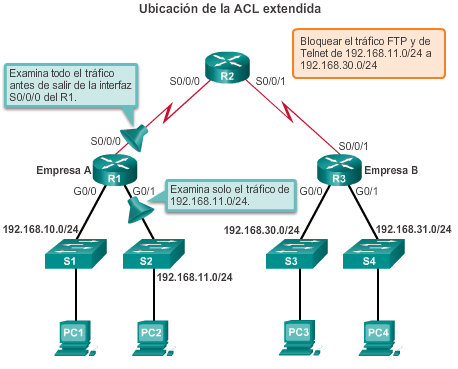 Ubicación de la ACL extendida
Bloquear el tráfico FTP y de
Telnet de 192.168.11.0/24 a
192.168.30.0/24
Examina todo el tráfico
antes de salir de la interfaz
S0/0/0 del R1.
R2
S0/0/0
S0/0/1
S0/0/0
S0/0/1
Empresa A
R1
G0/0
G0/1
Examina solo el tráfico de
192.168.11.0/24.
R3
Empresa B
G0/0
G0/1
192.168.10.0/24
S1
S2
192.168.11.0/24
192.168.30.0/24
192.168.31.0/24
S3
S4
PC1
PC2
PC3
PC4